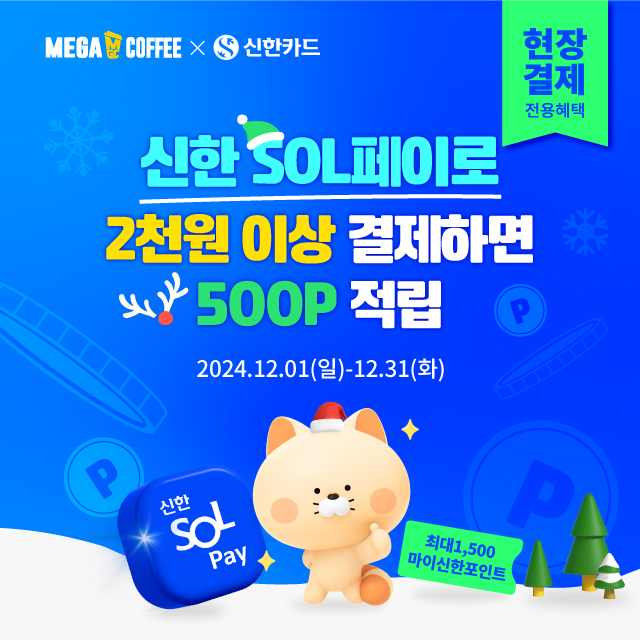 MEGA MGC COFFEE × S 신한카드
현장
결제
전용혜택
신한 SOL페이로
2천원 이상 결제하면
500P 적립
2024.12.01(일)-12.31(화)
P
P
P
신한
SOL
Pay
최대1,500
마이신한포인트